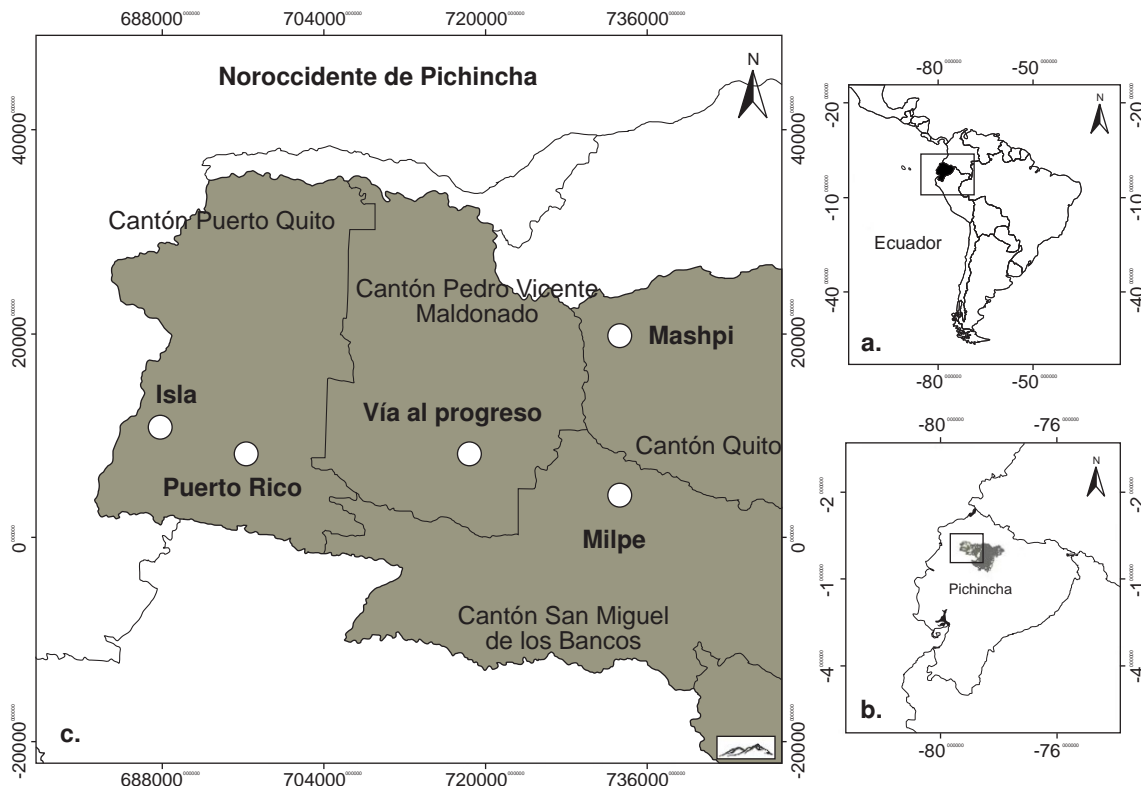 688000 704000 720000 736000
Noroccidente de Pichincha
N
40000 40000
Cantón Puerto Quito
Cantón Pedro Vicente
Maldonado
20000 20000
Mashpi
Isla
Vía al progreso
Cantón Quito
Puerto Rico
Milpe
0 0
Cantón San Miguel
de los Bancos
c.
-20000 -20000
688000 704000 720000 736000
-80 -50
N
-20 -20
-10 -10
Ecuador
-40 -40
a.
-80 -50
-80 -76
N
-2 -2
Pichincha
-1 -1
-4 -4
b.
-80 -76